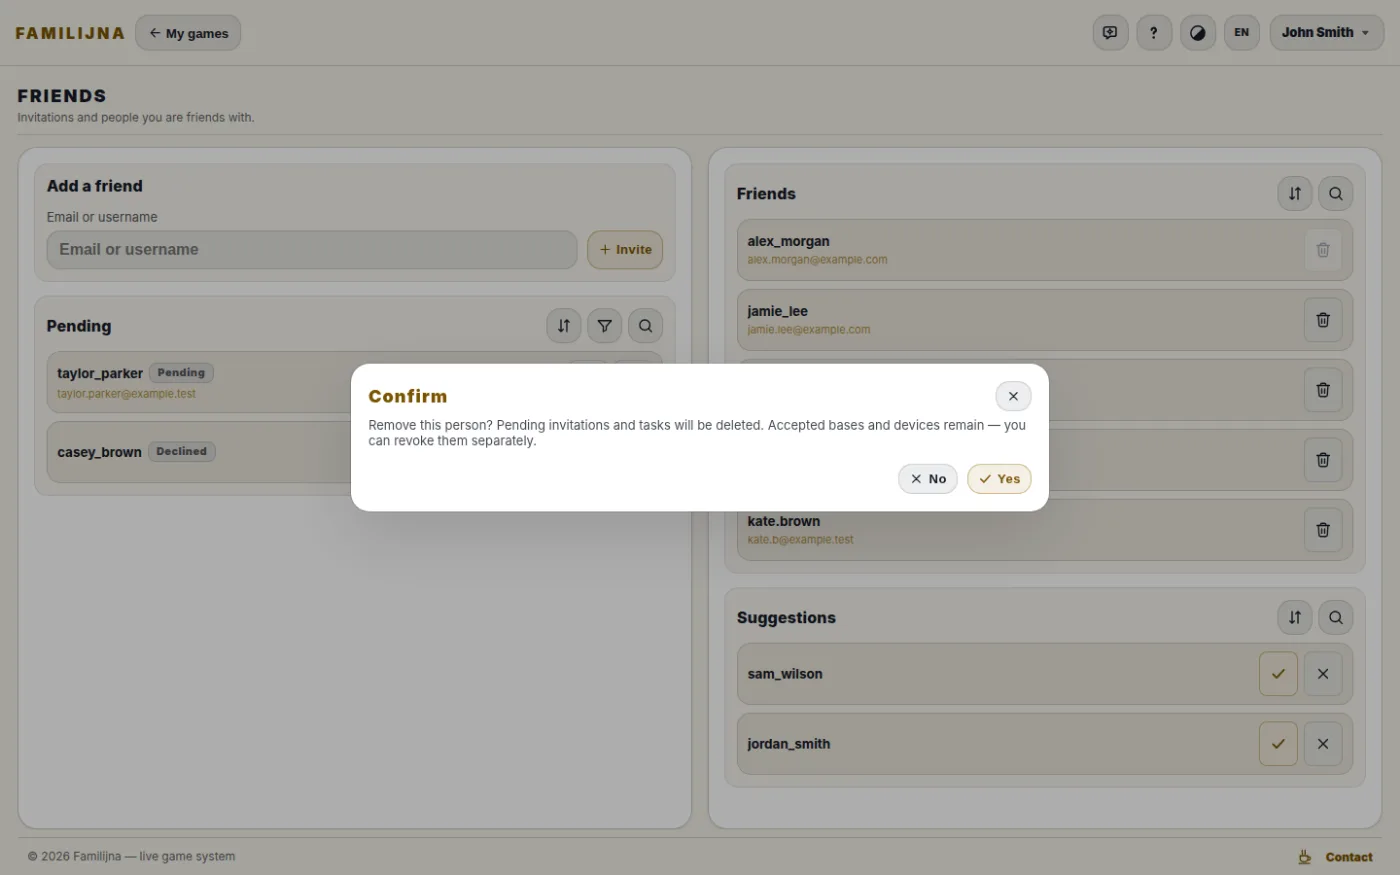 FAMILIJNA
← My games
?
EN
John Smith
FRIENDS
Invitations and people you are friends with.
Add a friend
Email or username
Email or username
+ Invite
Pending
taylor_parker Pending
taylor.parker@example.test
casey_brown Declined
Friends
alex_morgan
alex.morgan@example.com
jamie_lee
jamie.lee@example.com
kate.brown
kate.b@example.test
Suggestions
sam_wilson
jordan_smith
Confirm
Remove this person? Pending invitations and tasks will be deleted. Accepted bases and devices remain — you
can revoke them separately.
No
Yes
© 2026 Familijna — live game system
Contact